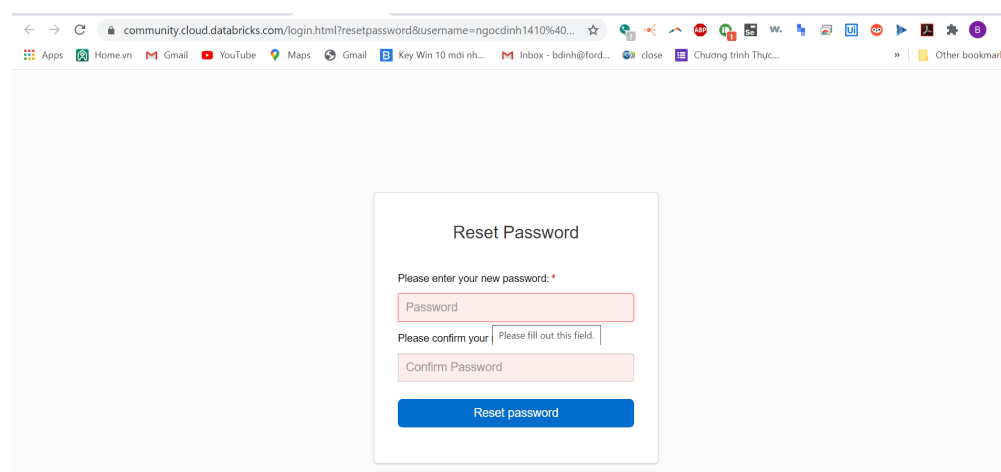 community.cloud.databricks.com/login.html?resetpassword&username=ngocdinh1410%40...
Apps Home.vn Gmail YouTube Maps Gmail Key Win 10 mới nh... Inbox - bdinh@ford... close Chương trình Thực... » Other bookmar
Reset Password
Please enter your new password: *
Password
Please confirm your
Please fill out this field.
Confirm Password
Reset password